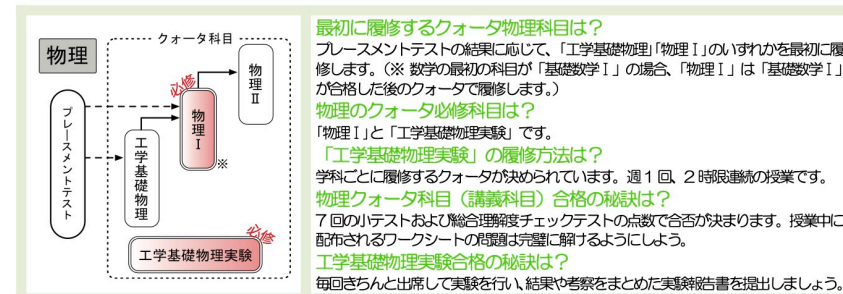 物理
クォータ科目
プレースメントテスト
工学基礎物理
必修
物理Ⅰ
※
物理Ⅱ
必修
工学基礎物理実験
最初に履修するクォータ物理科目は？
プレースメントテストの結果に応じて、「工学基礎物理」「物理Ⅰ」のいずれかを最初に履
修します。（※ 数学の最初の科目が「基礎数学Ⅰ」の場合、「物理Ⅰ」は「基礎数学Ⅰ」
が合格した後のクォータで履修します。）
物理のクォータ必修科目は？
「物理Ⅰ」と「工学基礎物理実験」です。
「工学基礎物理実験」の履修方法は？
学科ごとに履修するクォータが決められています。週１回、２時限連続の授業です。
物理クォータ科目（講義科目）合格の秘訣は？
７回の小テストおよび総合理解度チェックテストの点数で合否が決まります。授業中に
配布されるワークシートの問題は完璧に解けるようにしよう。
工学基礎物理実験合格の秘訣は？
毎回きちんと出席して実験を行い、結果や考察をまとめた実験報告書を提出しましょう。